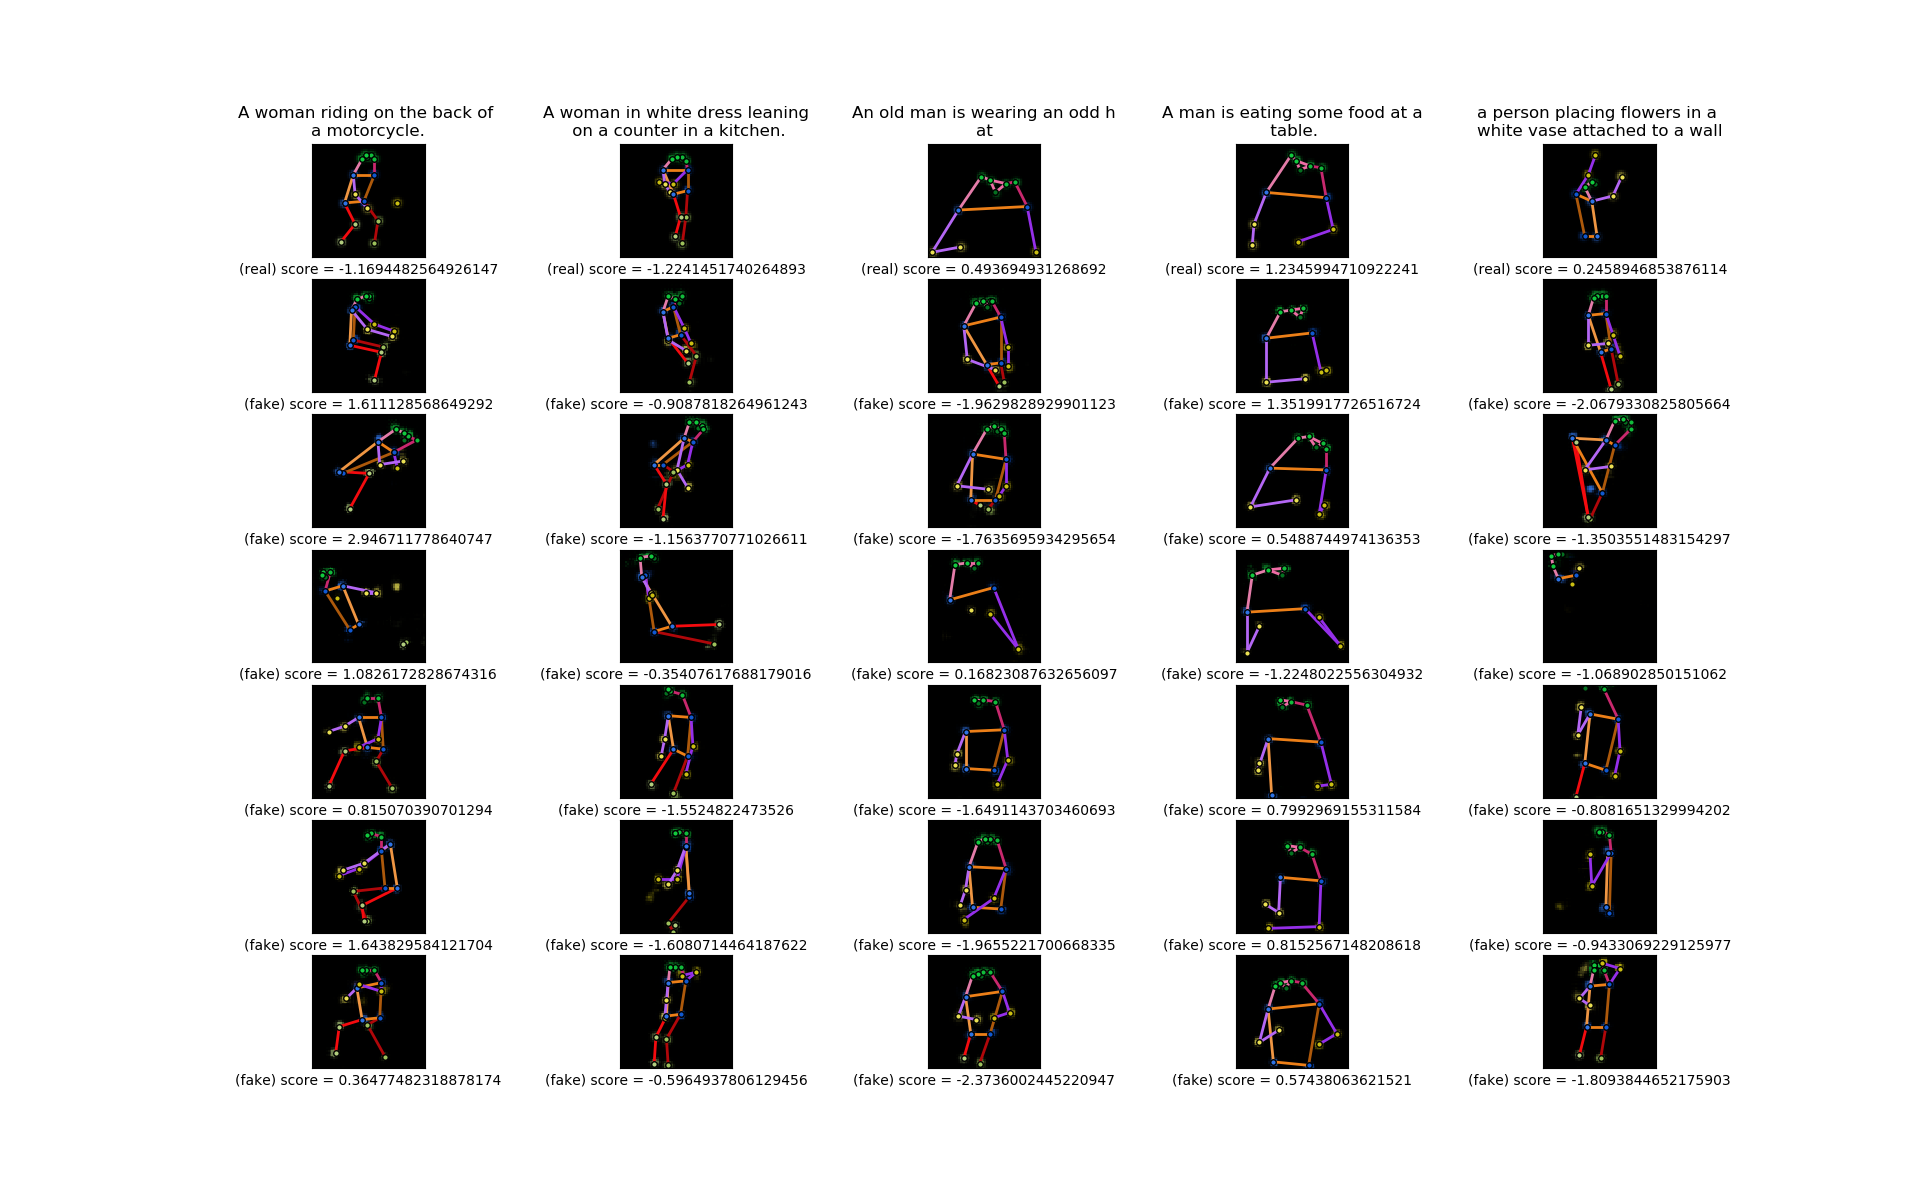 A woman riding on the back of
a motorcycle.
A woman in white dress leaning
on a counter in a kitchen.
An old man is wearing an odd h
at
A man is eating some food at a
table.
a person placing flowers in a
white vase attached to a wall
(real) score = -1.1694482564926147
(real) score = -1.2241451740264893
(real) score = 0.493694931268692
(real) score = 1.2345994710922241
(real) score = 0.2458946853876114
(fake) score = 1.611128568649292
(fake) score = -0.9087818264961243
(fake) score = -1.9629828929901123
(fake) score = 1.3519917726516724
(fake) score = -2.0679330825805664
(fake) score = 2.946711778640747
(fake) score = -1.1563770771026611
(fake) score = -1.7635695934295654
(fake) score = 0.5488744974136353
(fake) score = -1.3503551483154297
(fake) score = 1.0826172828674316
(fake) score = -0.35407617688179016
(fake) score = 0.16823087632656097
(fake) score = -1.2248022556304932
(fake) score = -1.068902850151062
(fake) score = 0.815070390701294
(fake) score = -1.5524822473526
(fake) score = -1.6491143703460693
(fake) score = 0.7992969155311584
(fake) score = -0.8081651329994202
(fake) score = 1.643829584121704
(fake) score = -1.6080714464187622
(fake) score = -1.9655221700668335
(fake) score = 0.8152567148208618
(fake) score = -0.9433069229125977
(fake) score = 0.36477482318878174
(fake) score = -0.5964937806129456
(fake) score = -2.3736002445220947
(fake) score = 0.57438063621521
(fake) score = -1.8093844652175903